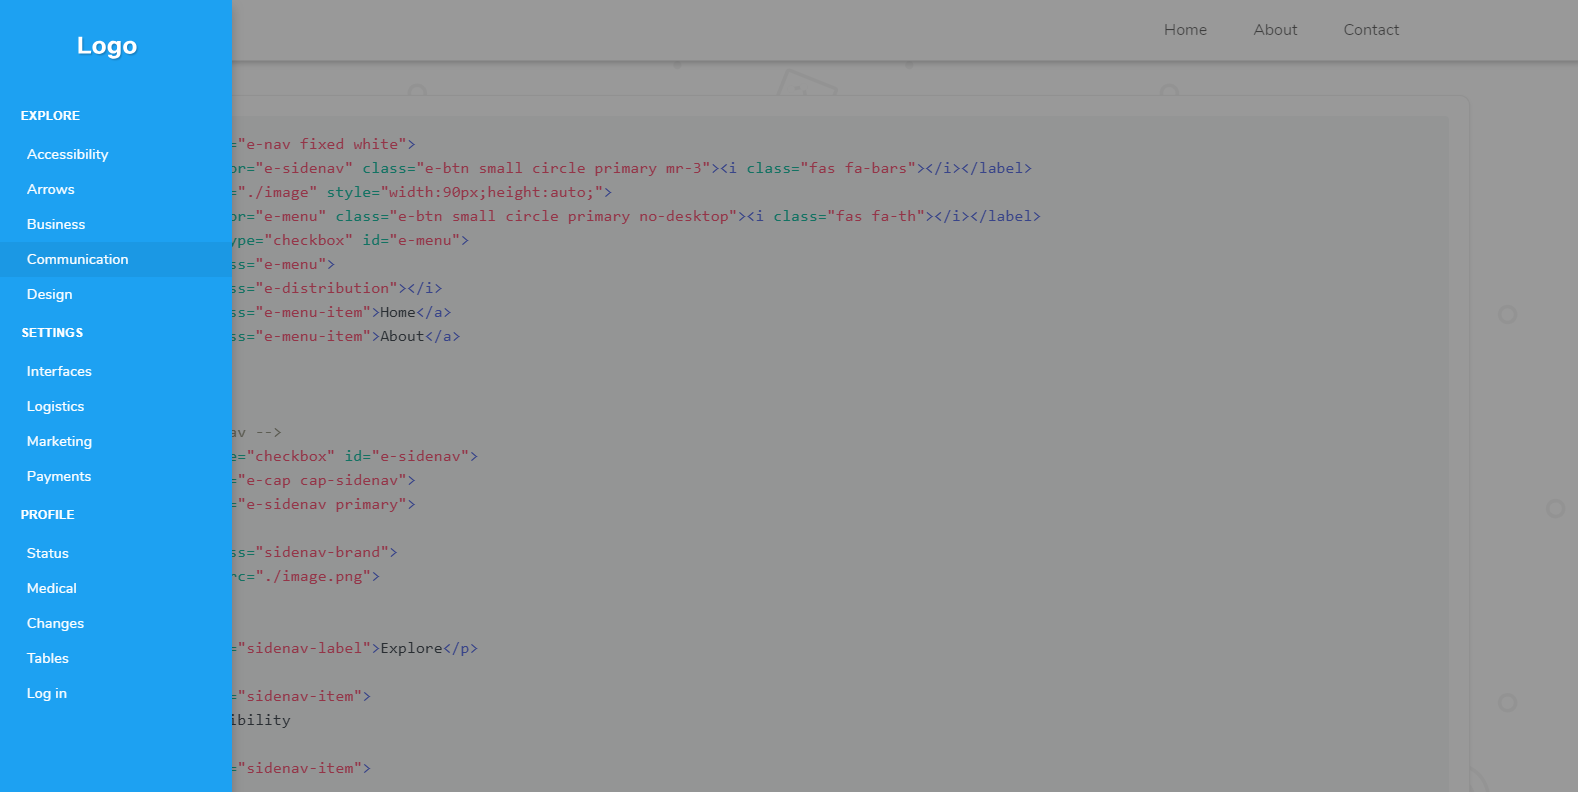 Logo
EXPLORE
Accessibility
Arrows
Business
Communication
Design
SETTINGS
Interfaces
Logistics
Marketing
Payments
PROFILE
Status
Medical
Changes
Tables
Log in
Home
About
Contact
="e-nav fixed white">
or="e-sidenav" class="e-btn small circle primary mr-3"><i class="fas fa-bars"></i></label>
="./image" style="width:90px;height:auto;">
or="e-menu" class="e-btn small circle primary no-desktop"><i class="fas fa-th"></i></label>
ype="checkbox" id="e-menu">
ss="e-menu">
ss="e-distribution"></i>
ss="e-menu-item">Home</a>
ss="e-menu-item">About</a>
av -->
e="checkbox" id="e-sidenav">
="e-cap cap-sidenav">
="e-sidenav primary">
ss="sidenav-brand">
rc="./image.png">
="sidenav-label">Explore</p>
="sidenav-item">
ibility
="sidenav-item">